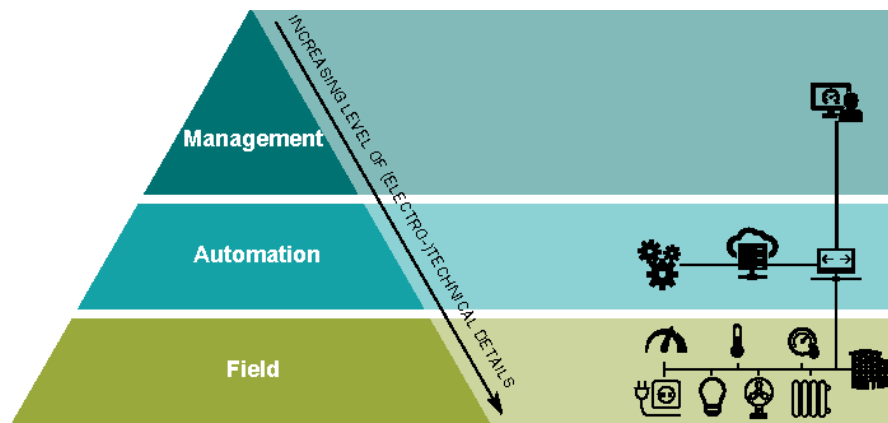 INCREASING LEVEL OF (ELECTRO-)TECHNICAL DETAILS
Management
Automation
Field